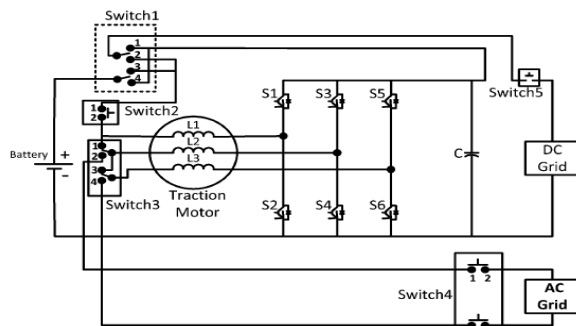 Switch1
1
2
3
4
1
2
Switch2
Battery
+
-
1
2
3
4
Switch3
L1
L2
L3
Traction
Motor
S1
S3
S5
S2
S4
S6
C
Switch5
DC
Grid
Switch4
1 2
AC
Grid